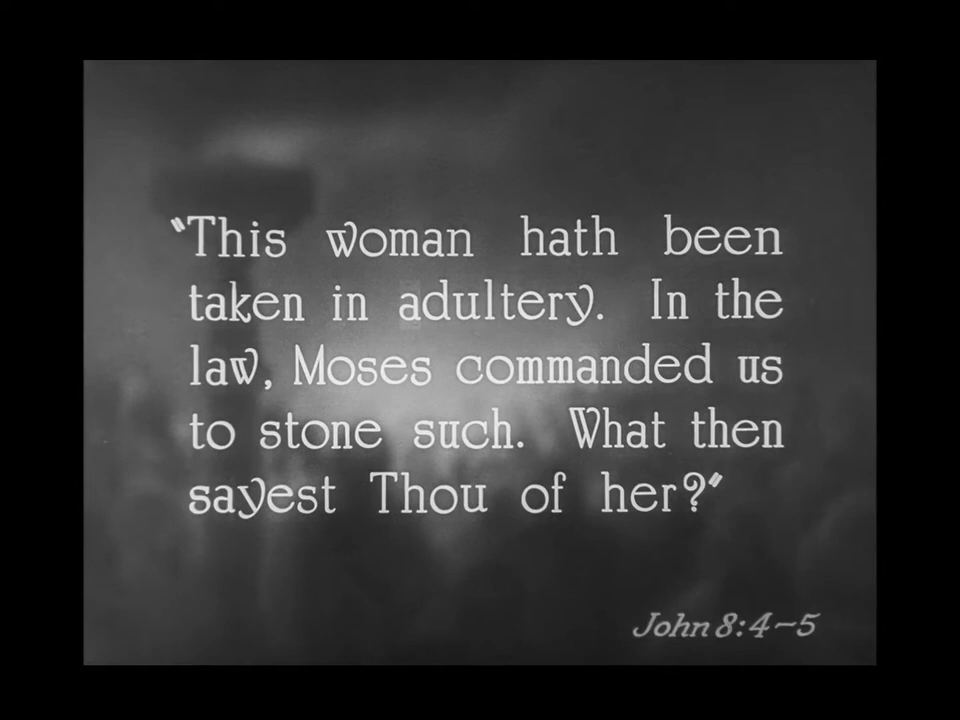 "This woman hath been
taken in adultery. In the
law, Moses commanded us
to stone such. What then
sayest Thou of her?"
John 8:4~5